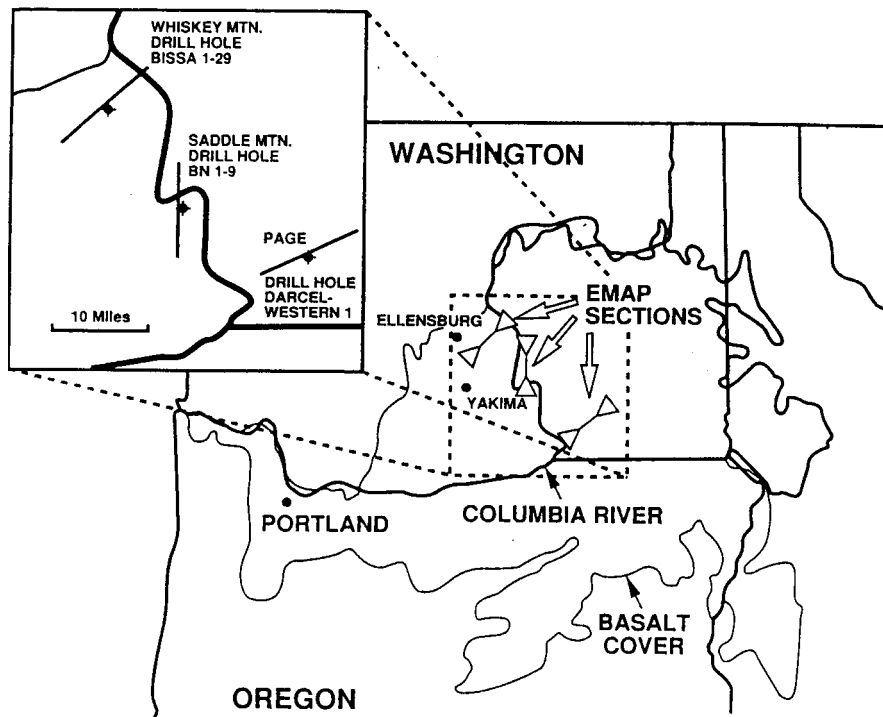 WHISKEY MTN.
DRILL HOLE
BISSA 1-29
SADDLE MTN.
DRILL HOLE
BN 1-9
PAGE
DRILL HOLE
DARCEL-
WESTERN 1
10 Miles
WASHINGTON
EMAP
SECTIONS
ELLENSBURG
YAKIMA
PORTLAND
COLUMBIA RIVER
BASALT
COVER
OREGON